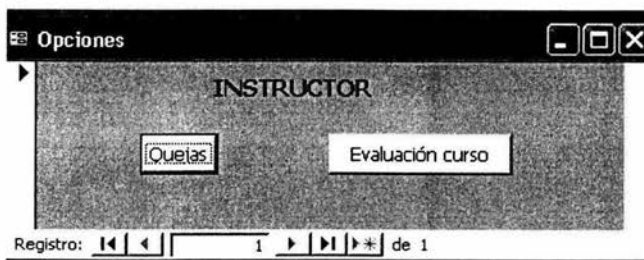 Opciones
INSTRUCTOR
Quejas Evaluación curso
Registro: 1 de 1